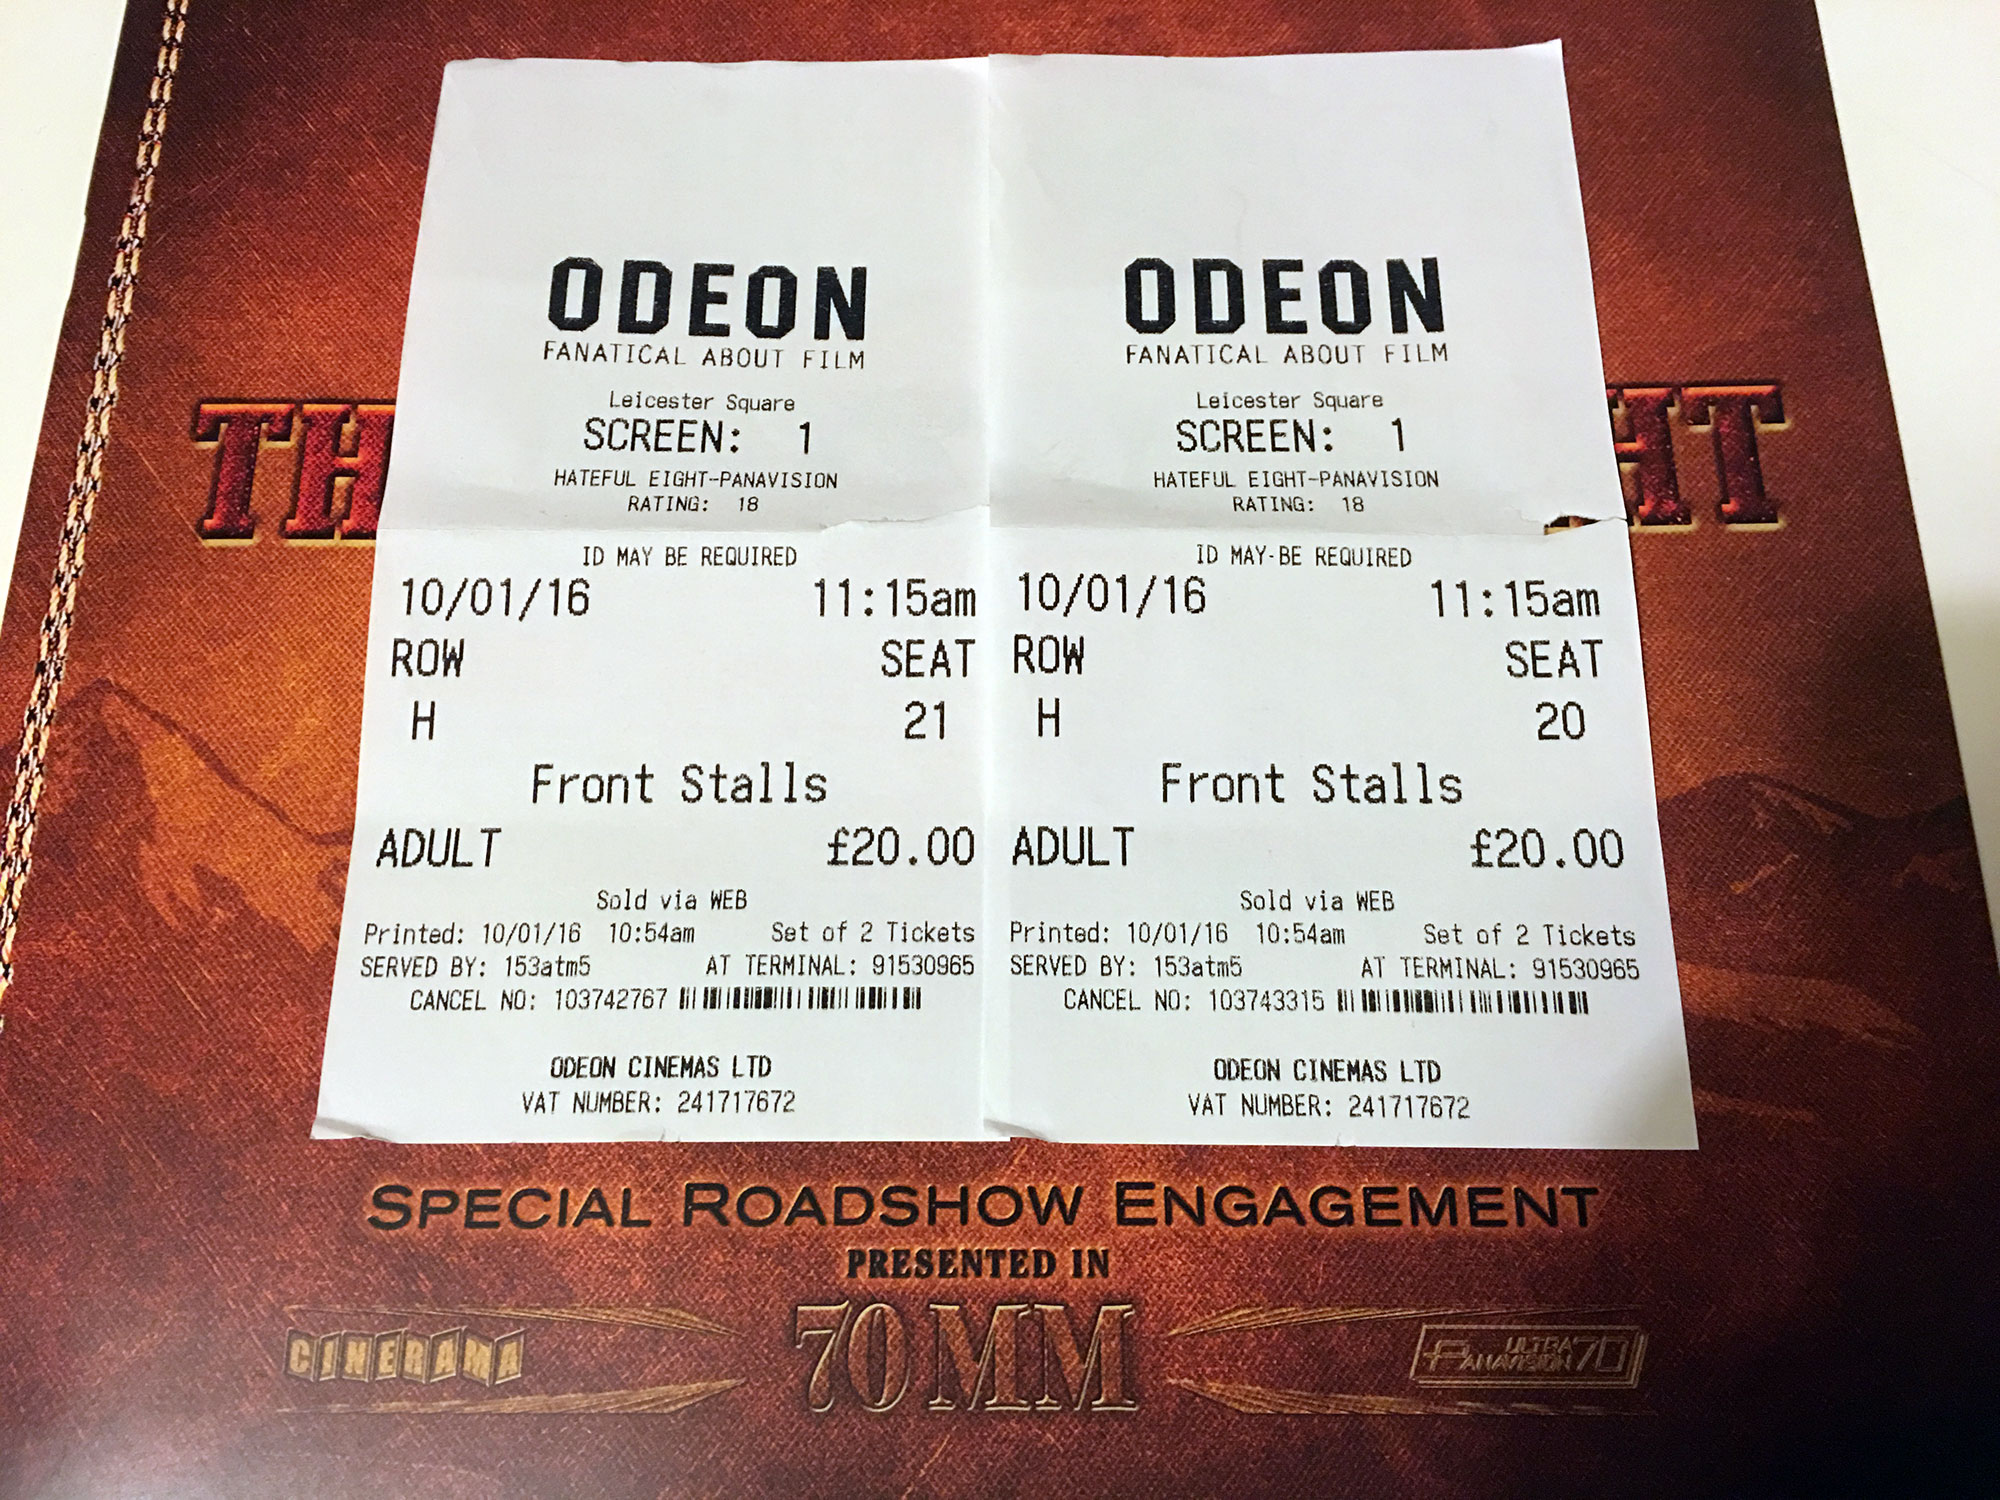 ODEON
FANATICAL ABOUT FILM
Leicester Square
SCREEN: 1
HATEFUL EIGHT-PANAVISION
RATING: 18
ID MAY BE REQUIRED
10/01/16 11:15am
ROW SEAT
H 21
Front Stalls
ADULT £20.00
Sold via WEB
Printed: 10/01/16 10:54am Set of 2 Tickets
SERVED BY: 153atm5 AT TERMINAL: 91530965
CANCEL NO: 103742767
ODEON CINEMAS LTD
VAT NUMBER: 241717672
ODEON
FANATICAL ABOUT FILM
Leicester Square
SCREEN: 1
HATEFUL EIGHT-PANAVISION
RATING: 18
ID MAY-BE REQUIRED
10/01/16 11:15am
ROW SEAT
H 20
Front Stalls
ADULT £20.00
Sold via WEB
Printed: 10/01/16 10:54am Set of 2 Tickets
SERVED BY: 153atm5 AT TERMINAL: 91530965
CANCEL NO: 103743315
ODEON CINEMAS LTD
VAT NUMBER: 241717672
TH HT
SPECIAL ROADSHOW ENGAGEMENT
PRESENTED IN
70MM
CINERAMA
ULTRA PANAVISION 70